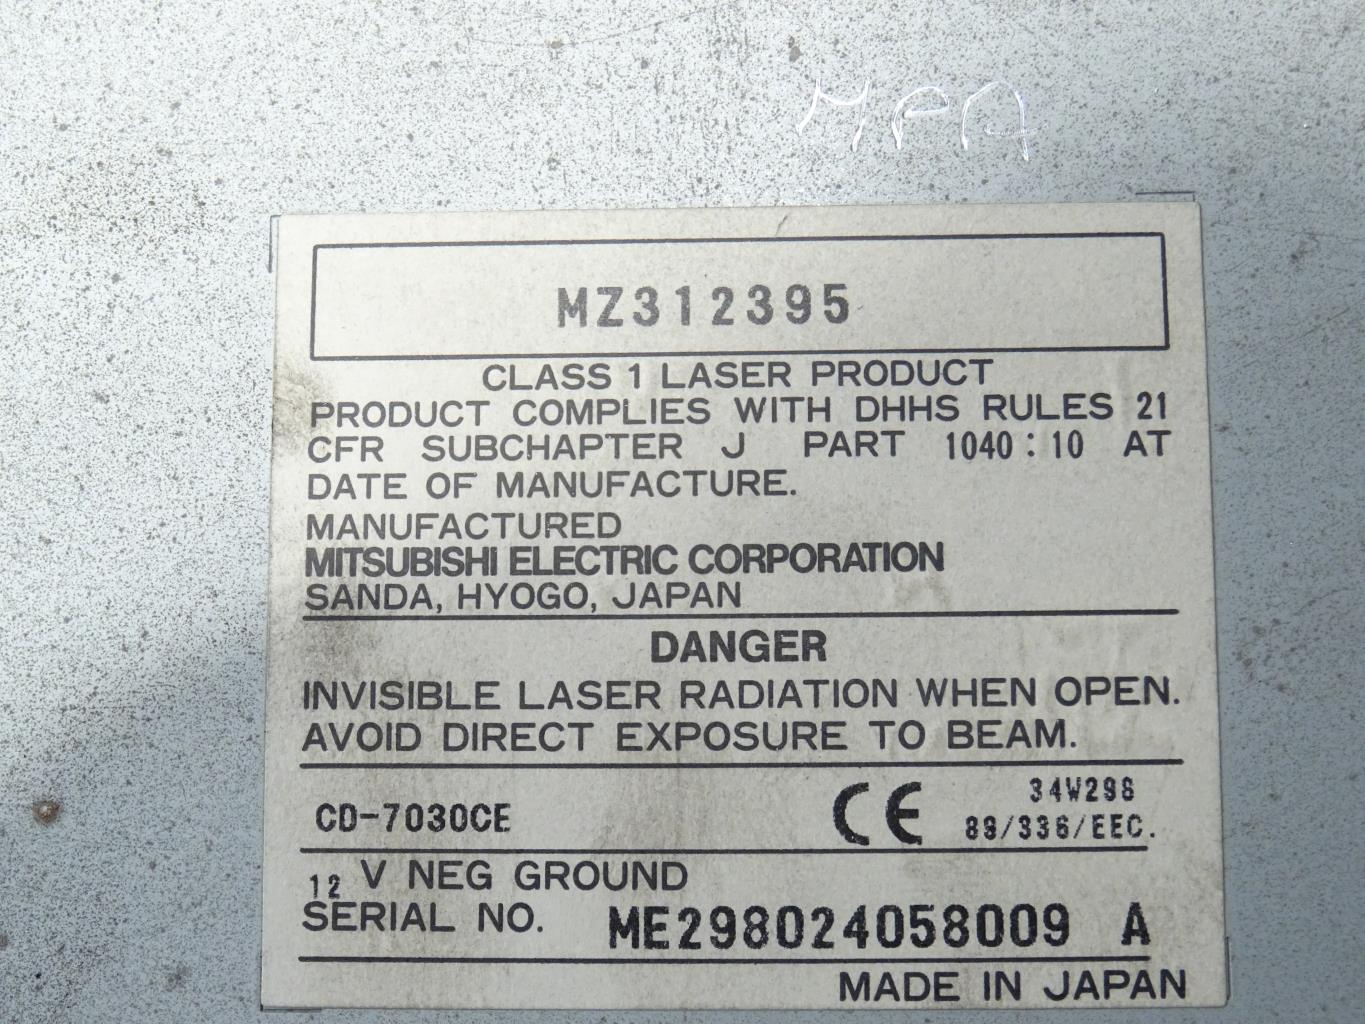 MPA
MZ312395
CLASS 1 LASER PRODUCT
PRODUCT COMPLIES WITH DHHS RULES 21
CFR SUBCHAPTER J PART 1040:10 AT
DATE OF MANUFACTURE.
MANUFACTURED
MITSUBISHI ELECTRIC CORPORATION
SANDA, HYOGO, JAPAN
DANGER
INVISIBLE LASER RADIATION WHEN OPEN.
AVOID DIRECT EXPOSURE TO BEAM.
CD-7030CE CE 34W298
89/336/EEC.
12 V NEG GROUND
SERIAL NO. ME298024058009 A
MADE IN JAPAN